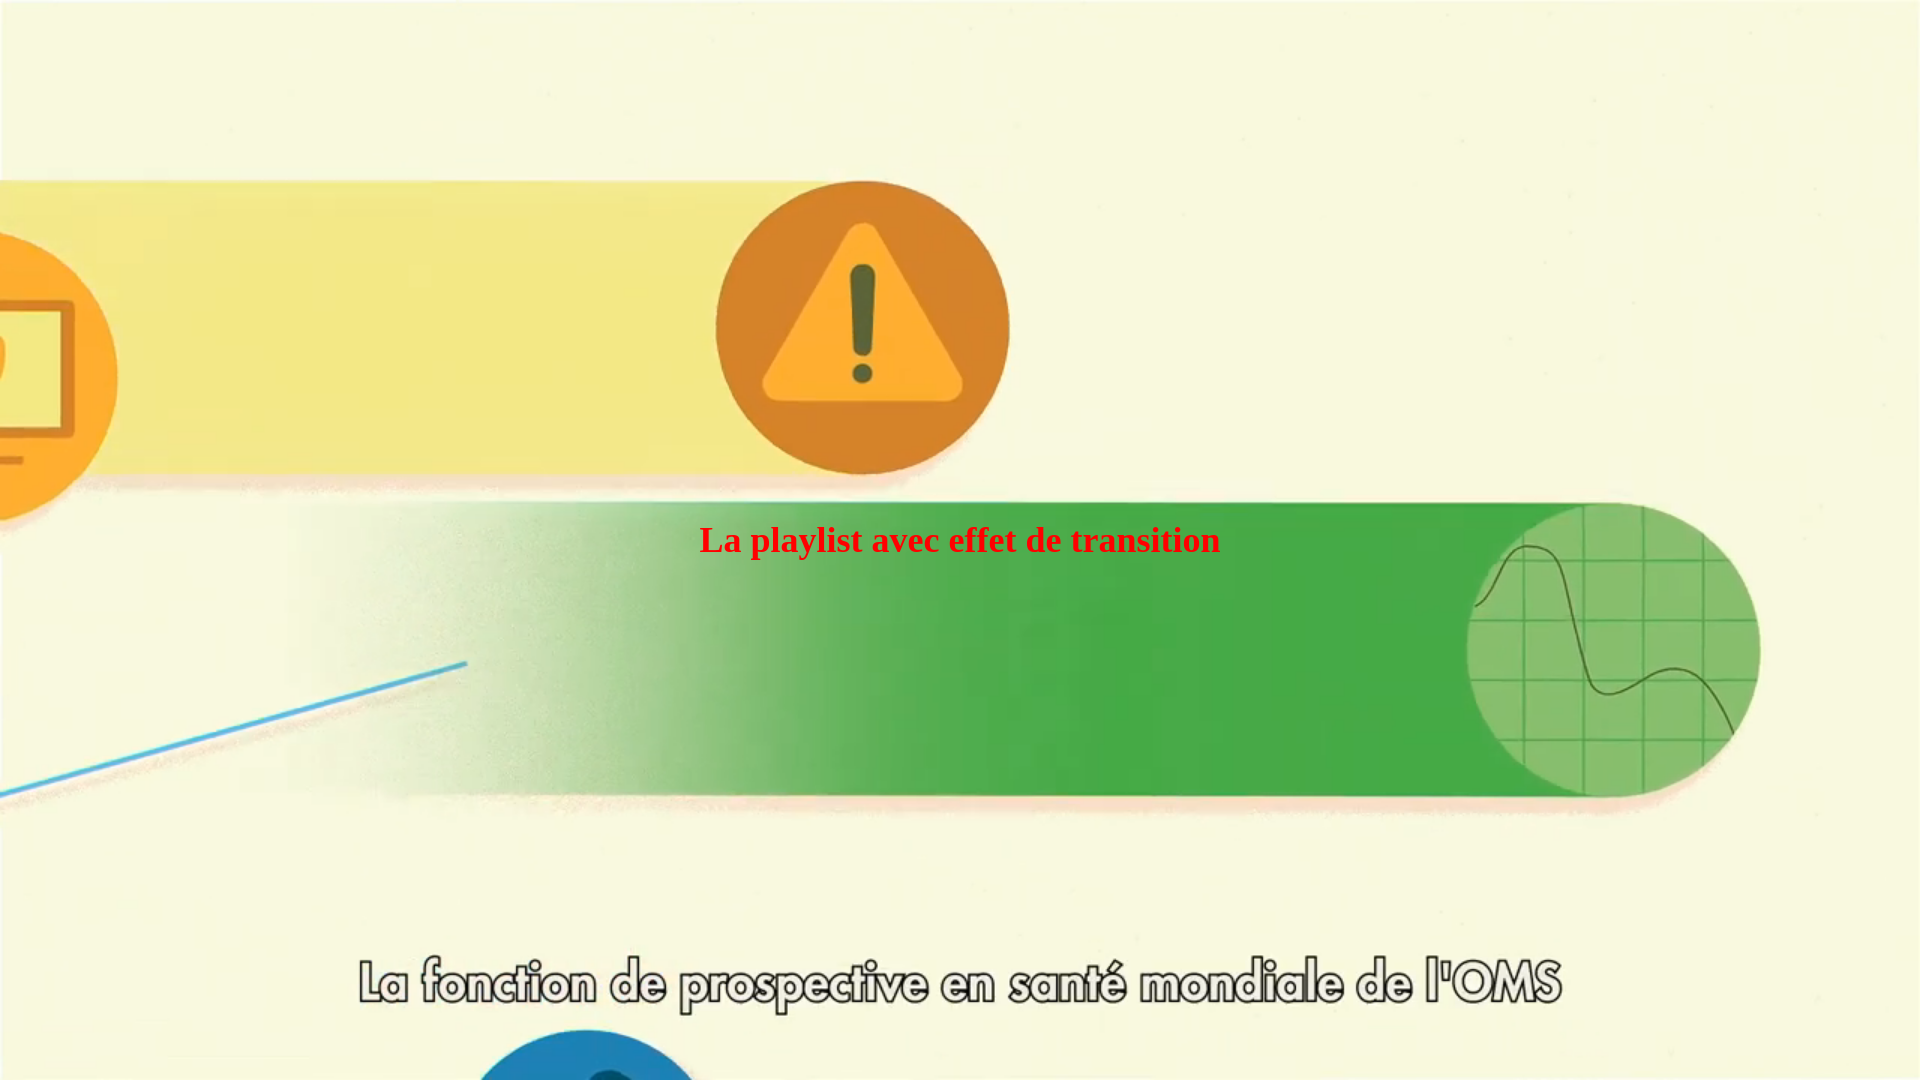 La playlist avec effet de transition
La fonction de prospective en santé mondiale de l'OMS